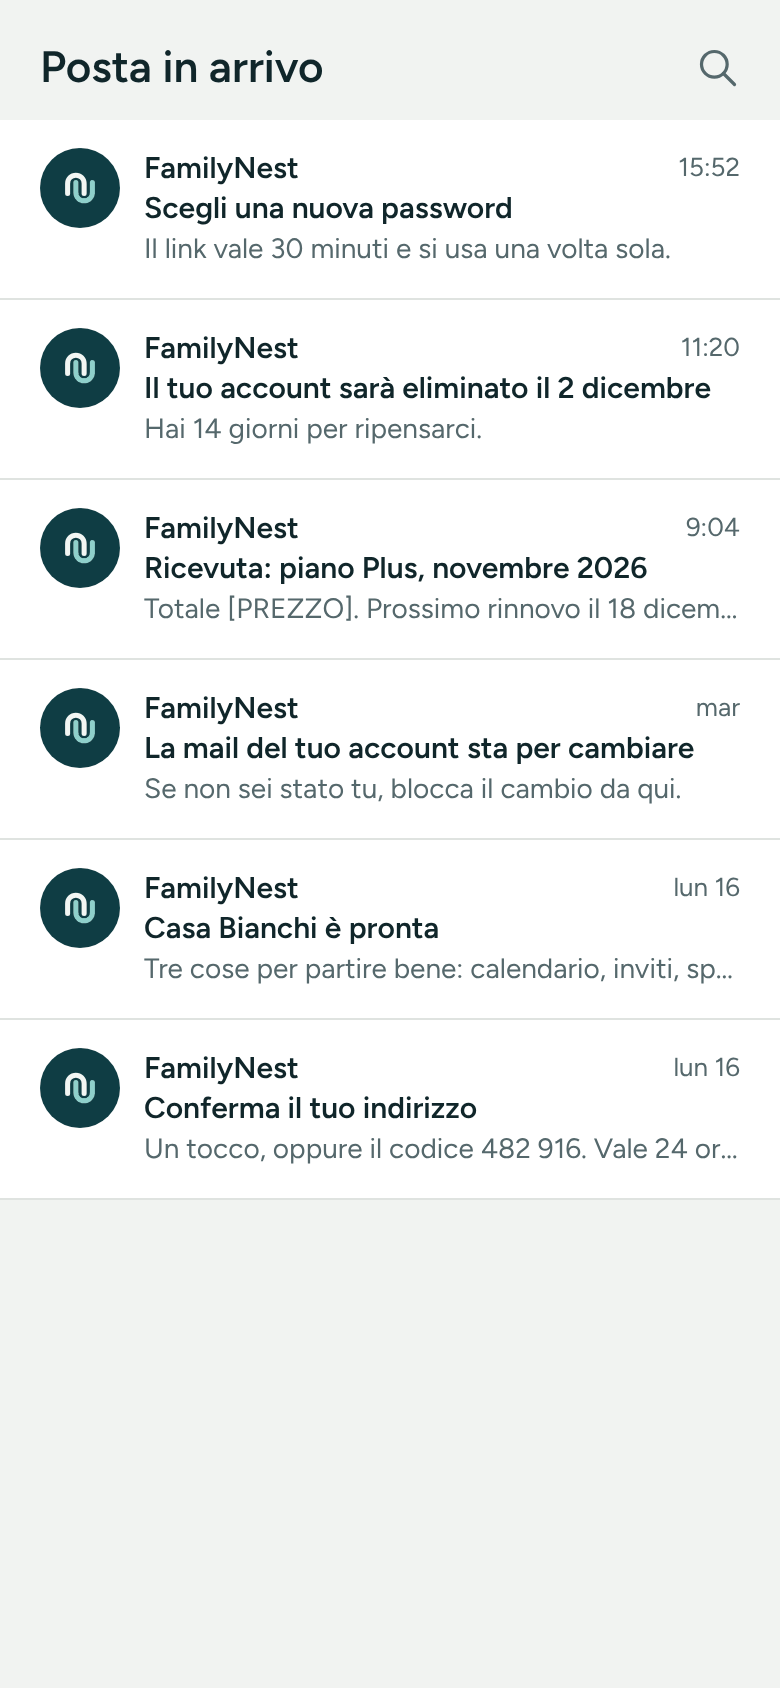 Posta in arrivo
FamilyNest 15:52
Scegli una nuova password
Il link vale 30 minuti e si usa una volta sola.
FamilyNest 11:20
Il tuo account sarà eliminato il 2 dicembre
Hai 14 giorni per ripensarci.
FamilyNest 9:04
Ricevuta: piano Plus, novembre 2026
Totale [PREZZO]. Prossimo rinnovo il 18 dicem...
FamilyNest mar
La mail del tuo account sta per cambiare
Se non sei stato tu, blocca il cambio da qui.
FamilyNest lun 16
Casa Bianchi è pronta
Tre cose per partire bene: calendario, inviti, sp...
FamilyNest lun 16
Conferma il tuo indirizzo
Un tocco, oppure il codice 482 916. Vale 24 or...